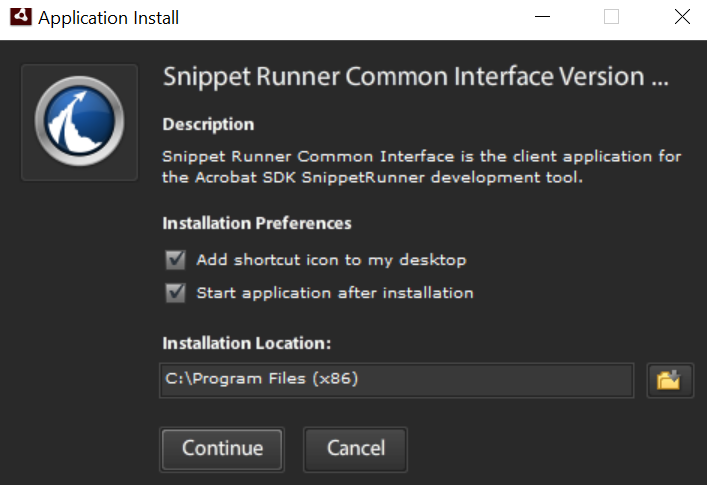 Application Install
Snippet Runner Common Interface Version ...
Description
Snippet Runner Common Interface is the client application for
the Acrobat SDK SnippetRunner development tool.
Installation Preferences
Add shortcut icon to my desktop
Start application after installation
Installation Location:
C:\Program Files (x86)
Continue
Cancel